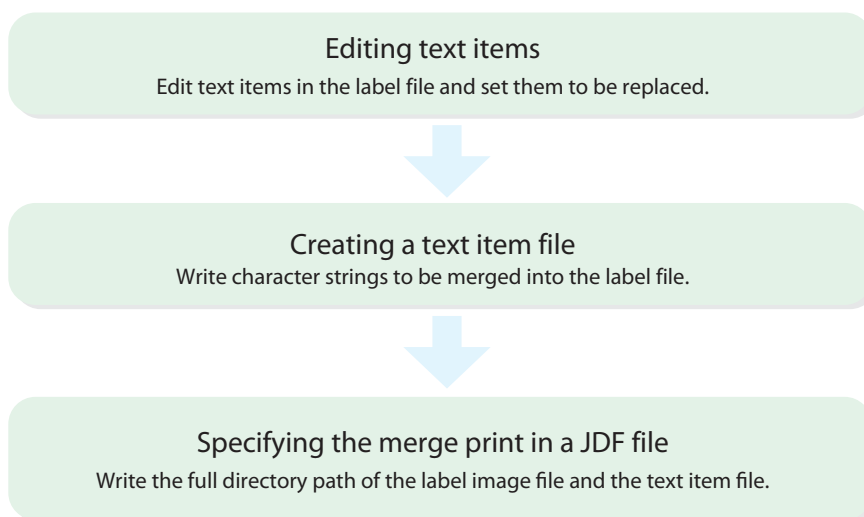 Editing text items
Edit text items in the label file and set them to be replaced.
Creating a text item file
Write character strings to be merged into the label file.
Specifying the merge print in a JDF file
Write the full directory path of the label image file and the text item file.